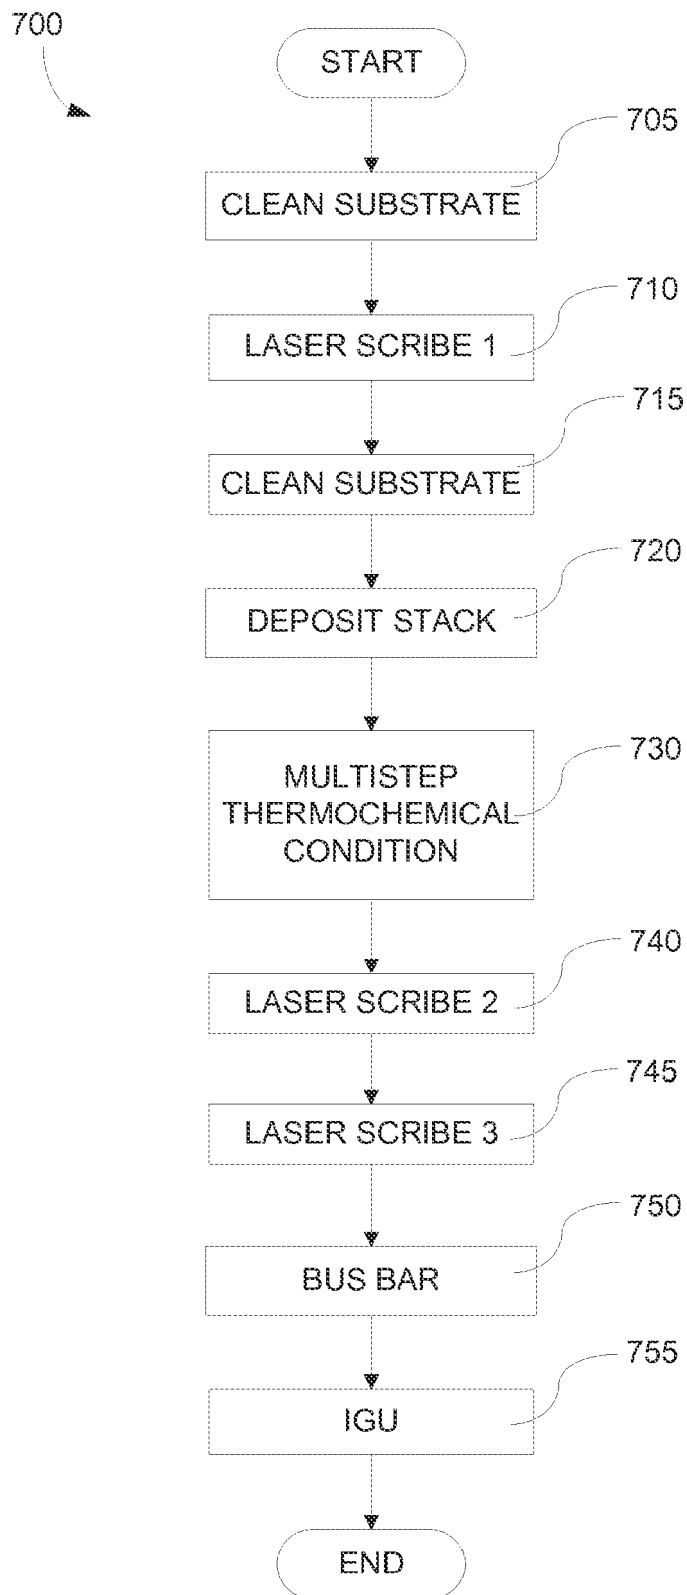 700
START
705
CLEAN SUBSTRATE
710
LASER SCRIBE 1
715
CLEAN SUBSTRATE
720
DEPOSIT STACK
730
MULTISTEP
THERMOCHEMICAL
CONDITION
740
LASER SCRIBE 2
745
LASER SCRIBE 3
750
BUS BAR
755
IGU
END